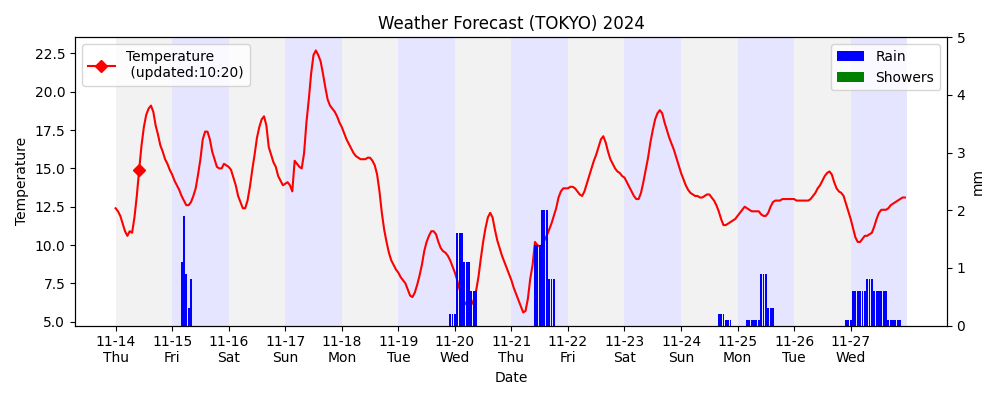 Weather Forecast (TOKYO) 2024
Temperature
(updated:10:20)
Rain
Showers
22.5
20.0
17.5
15.0
12.5
10.0
7.5
5.0
Temperature
5
4
3
2
1
0
mm
11-14 11-15 11-16 11-17 11-18 11-19 11-20 11-21 11-22 11-23 11-24 11-25 11-26 11-27
Thu Fri Sat Sun Mon Tue Wed Thu Fri Sat Sun Mon Tue Wed
Date